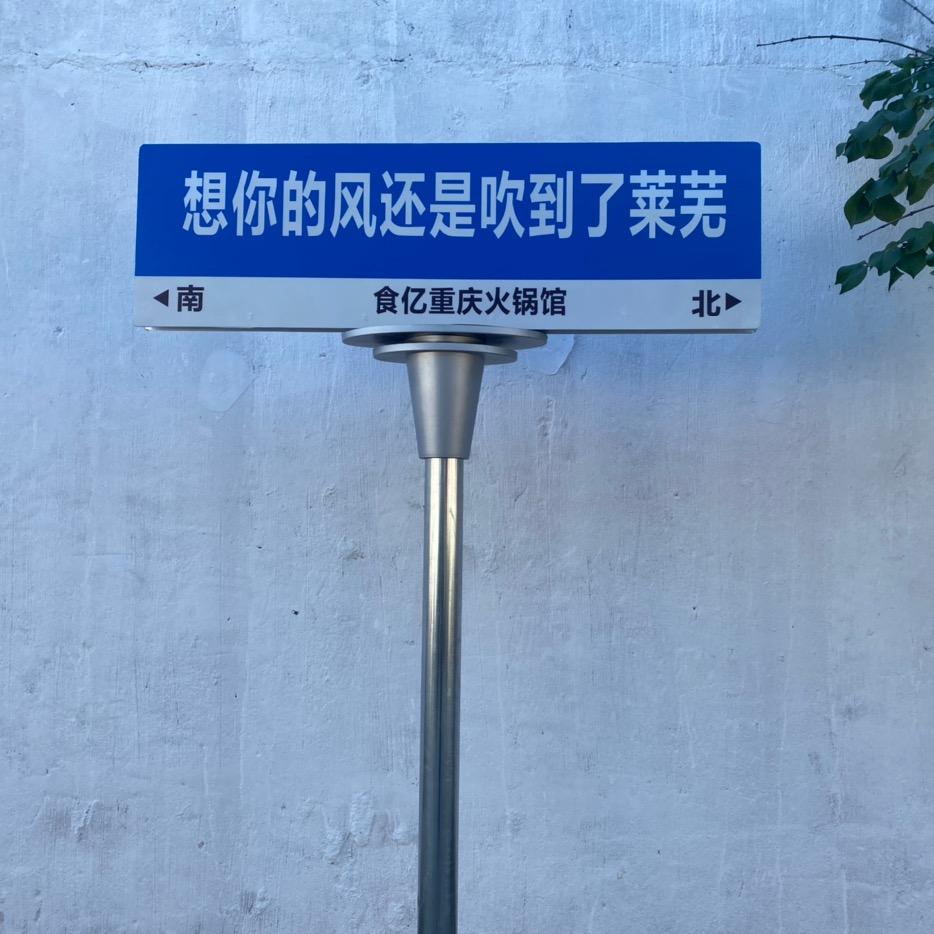 想你的风还是吹到了莱芜
◀南 食亿重庆火锅馆 北▶